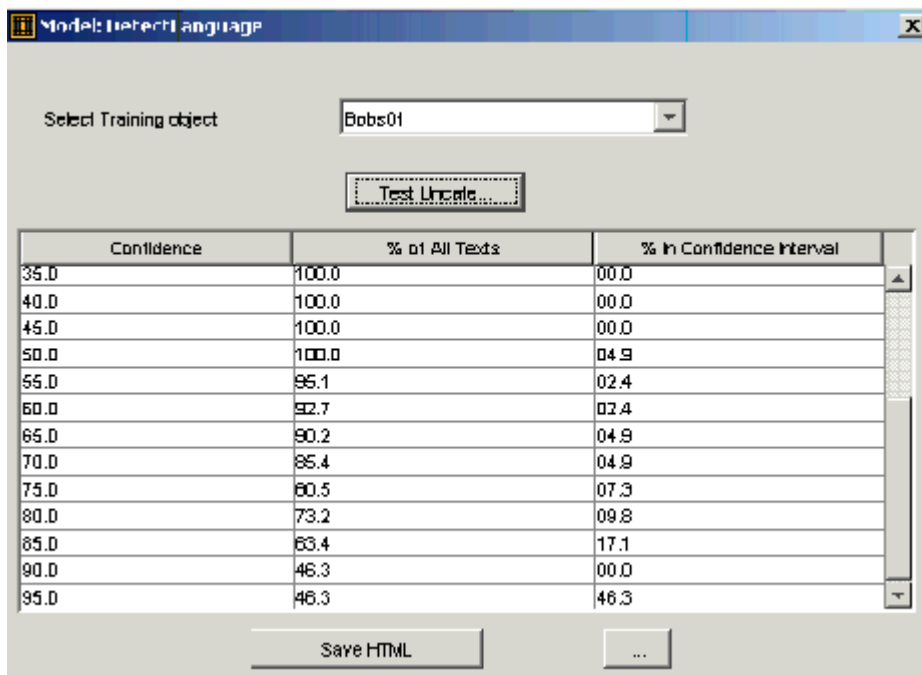 Model: DetectLanguage
Select Training object Bobs01
Test Uncate...
Confidence % of All Texts % In Confidence Interval
35.0 100.0 00.0
40.0 100.0 00.0
45.0 100.0 00.0
50.0 100.0 04.9
55.0 95.1 02.4
60.0 92.7 02.4
65.0 90.2 04.9
70.0 85.4 04.9
75.0 80.5 07.3
80.0 73.2 09.8
85.0 63.4 17.1
90.0 46.3 00.0
95.0 46.3 46.3
Save HTML ...